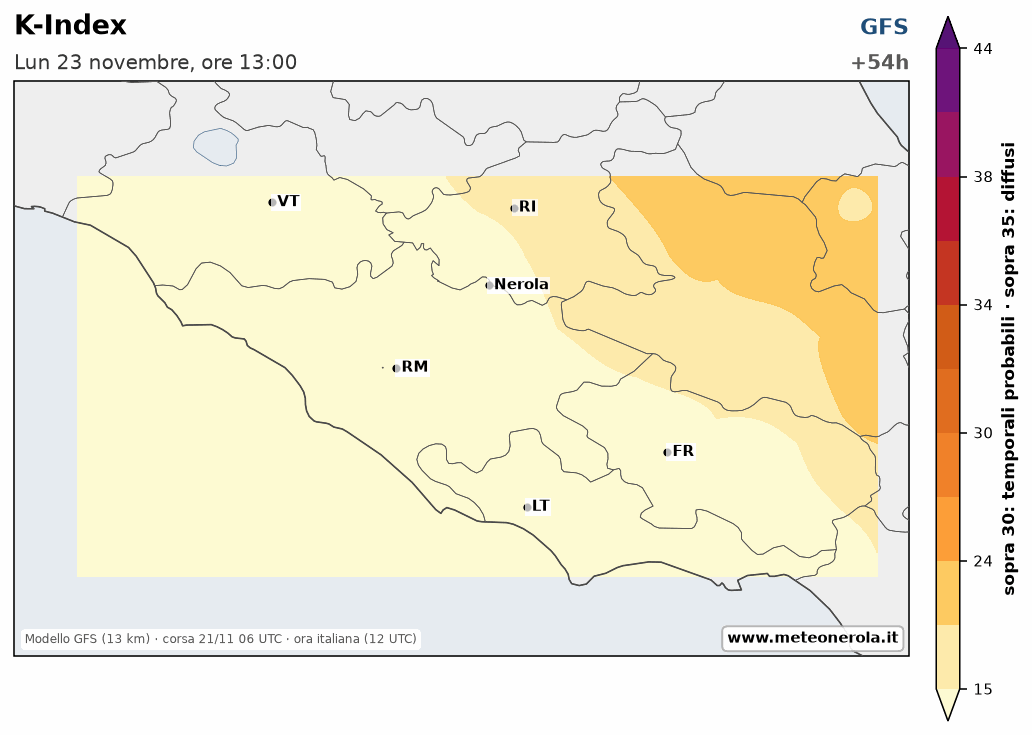 K-Index
GFS
Lun 23 novembre, ore 13:00
+54h
44
38
34
30
24
15
sopra 30: temporali probabili · sopra 35: diffusi
VT
RI
Nerola
RM
FR
LT
Modello GFS (13 km) · corsa 21/11 06 UTC · ora italiana (12 UTC)
www.meteonerola.it